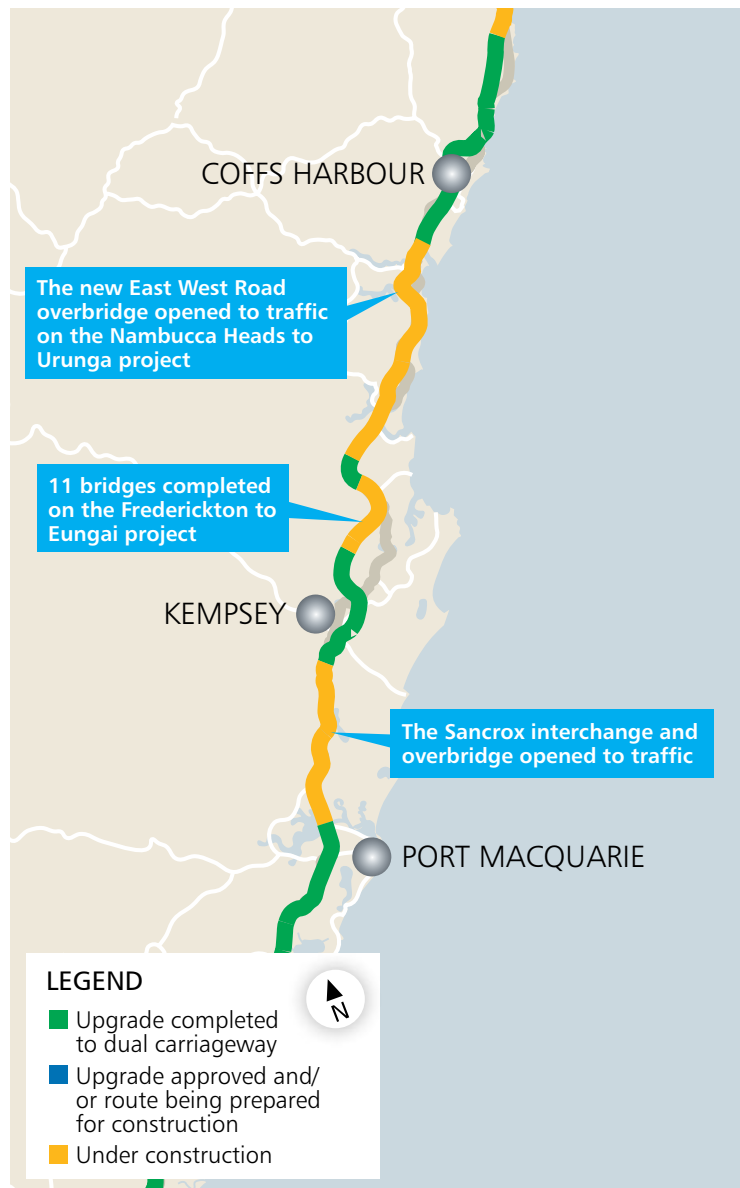 COFFS HARBOUR
The new East West Road
overbridge opened to traffic
on the Nambucca Heads to
Urunga project
11 bridges completed
on the Frederickton to
Eungai project
KEMPSEY
The Sancrox interchange and
overbridge opened to traffic
PORT MACQUARIE
LEGEND
N
Upgrade completed
to dual carriageway
Upgrade approved and/
or route being prepared
for construction
Under construction